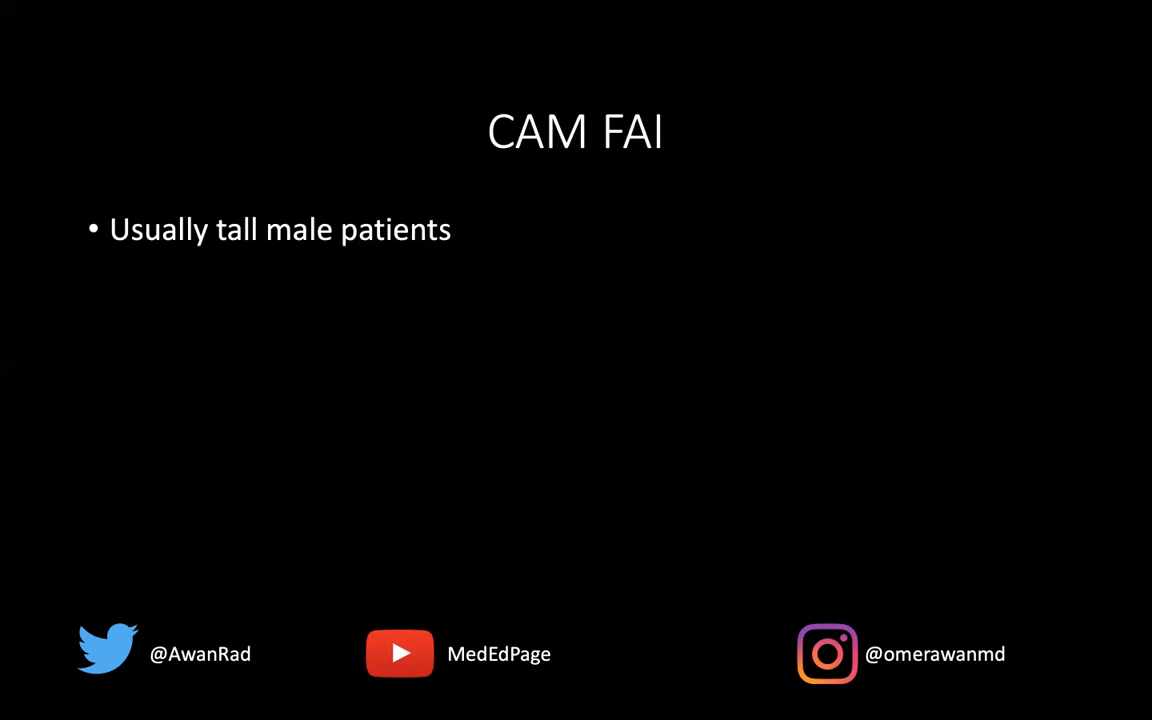 CAM FAI
• Usually tall male patients
@AwanRad
MedEdPage
@omerawanmd